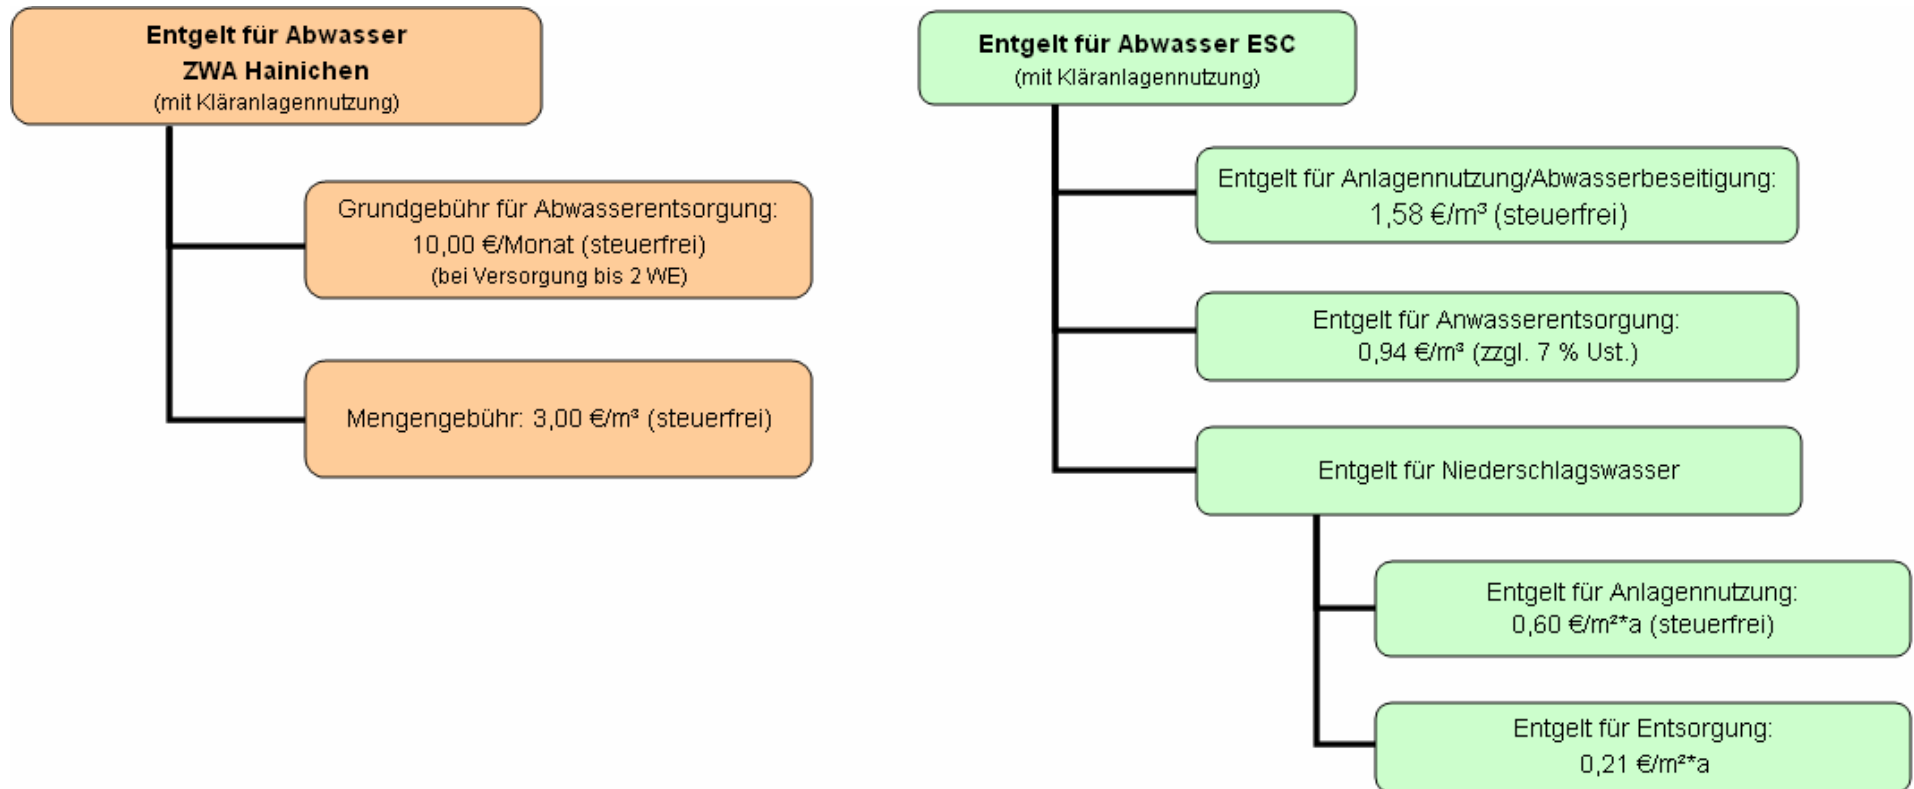 Entgelt für Abwasser
ZWA Hainichen
(mit Kläranlagennutzung)
Grundgebühr für Abwasserentsorgung:
10,00 €/Monat (steuerfrei)
(bei Versorgung bis 2 WE)
Mengengebühr: 3,00 €/m³ (steuerfrei)
Entgelt für Abwasser ESC
(mit Kläranlagennutzung)
Entgelt für Anlagennutzung/Abwasserbeseitigung:
1,58 €/m³ (steuerfrei)
Entgelt für Anwasserentsorgung:
0,94 €/m³ (zzgl. 7 % Ust.)
Entgelt für Niederschlagswasser
Entgelt für Anlagennutzung:
0,60 €/m²*a (steuerfrei)
Entgelt für Entsorgung:
0,21 €/m²*a